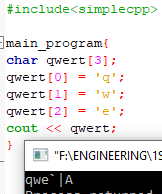 #include<simplecpp>
main_program{
char qwert[3];
qwert[0] = 'q';
qwert[1] = 'w';
qwert[2] = 'e';
cout << qwert;
}
"F:\ENGINEERING\1S
qwe`|A